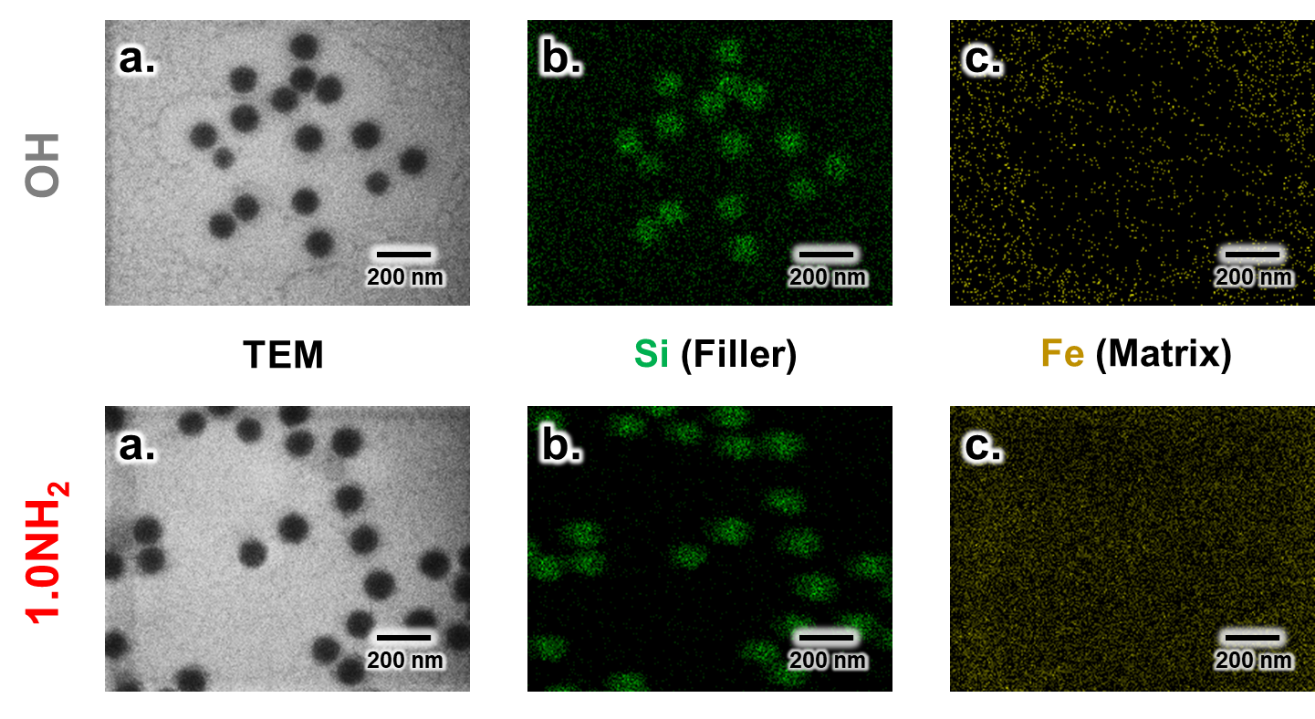 OH
a.
200 nm
b.
200 nm
c.
200 nm
TEM
Si (Filler)
Fe (Matrix)
1.0NH₂
a.
200 nm
b.
200 nm
c.
200 nm